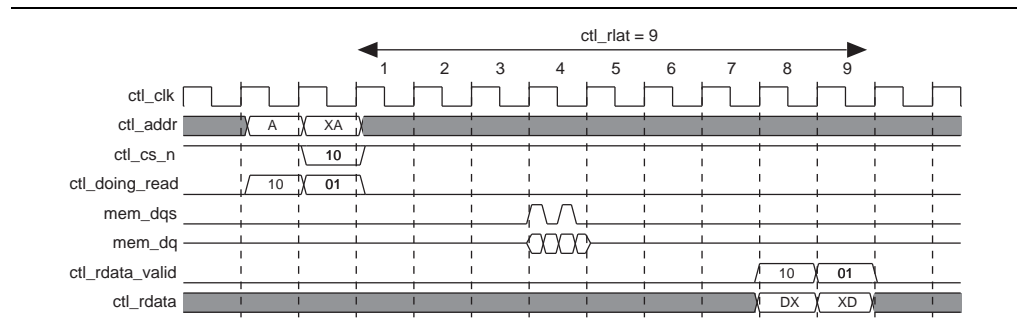 ctl_rlat = 9
1 2 3 4 5 6 7 8 9
ctl_clk
ctl_addr A XA
ctl_cs_n 10
ctl_doing_read 10 01
mem_dqs
mem_dq
ctl_rdata_valid 10 01
ctl_rdata DX XD